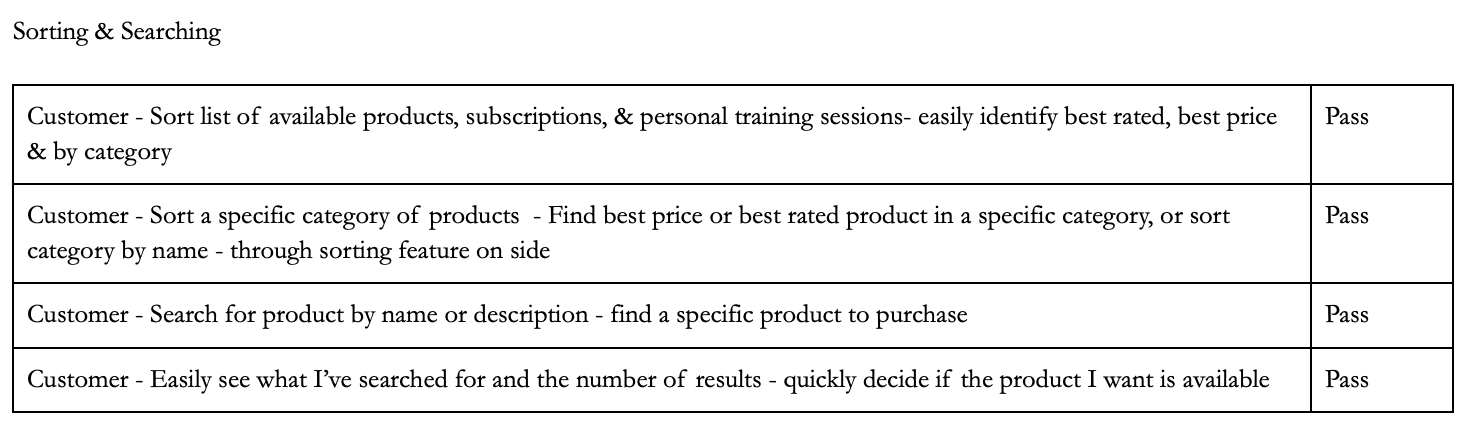 Sorting & Searching
Customer - Sort list of available products, subscriptions, & personal training sessions- easily identify best rated, best price
& by category
Pass
Customer - Sort a specific category of products  - Find best price or best rated product in a specific category, or sort
category by name - through sorting feature on side
Pass
Customer - Search for product by name or description - find a specific product to purchase
Pass
Customer - Easily see what I’ve searched for and the number of results - quickly decide if the product I want is available
Pass